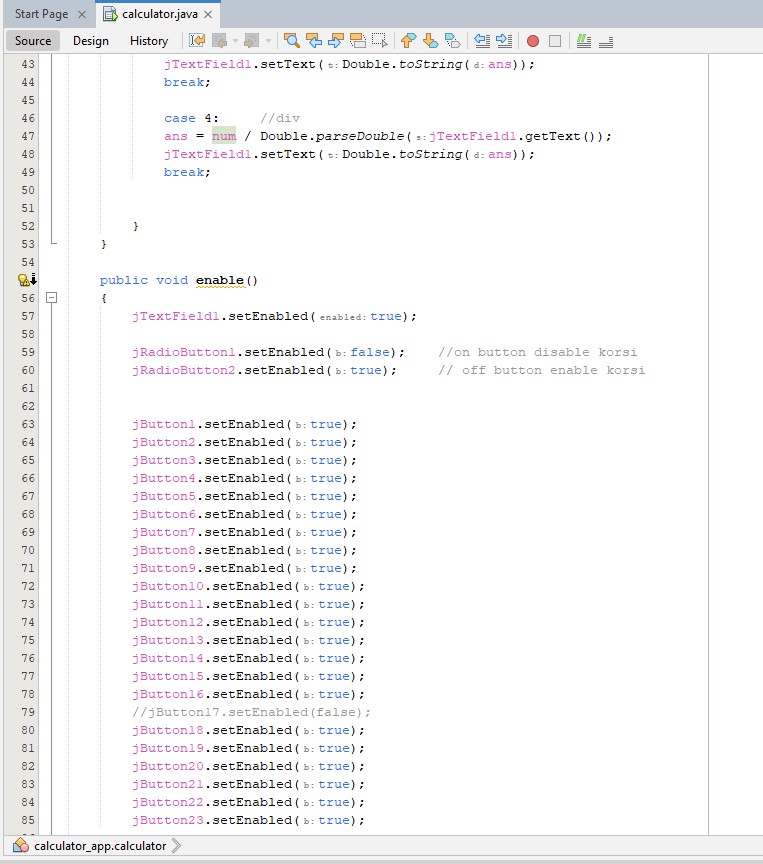 Start Page calculator.java
Source Design History
43 jTextField1.setText( t: Double.toString( d: ans));
44 break;
45
46 case 4: //div
47 ans = num / Double.parseDouble( s: jTextField1.getText());
48 jTextField1.setText( t: Double.toString( d: ans));
49 break;
50
51
52 }
53 }
54
public void enable()
56 {
57 jTextField1.setEnabled( enabled: true);
58
59 jRadioButton1.setEnabled( b: false); //on button disable korsi
60 jRadioButton2.setEnabled( b: true); // off button enable korsi
61
62
63 jButton1.setEnabled( b: true);
64 jButton2.setEnabled( b: true);
65 jButton3.setEnabled( b: true);
66 jButton4.setEnabled( b: true);
67 jButton5.setEnabled( b: true);
68 jButton6.setEnabled( b: true);
69 jButton7.setEnabled( b: true);
70 jButton8.setEnabled( b: true);
71 jButton9.setEnabled( b: true);
72 jButton10.setEnabled( b: true);
73 jButton11.setEnabled( b: true);
74 jButton12.setEnabled( b: true);
75 jButton13.setEnabled( b: true);
76 jButton14.setEnabled( b: true);
77 jButton15.setEnabled( b: true);
78 jButton16.setEnabled( b: true);
79 //jButton17.setEnabled(false);
80 jButton18.setEnabled( b: true);
81 jButton19.setEnabled( b: true);
82 jButton20.setEnabled( b: true);
83 jButton21.setEnabled( b: true);
84 jButton22.setEnabled( b: true);
85 jButton23.setEnabled( b: true);
calculator_app.calculator